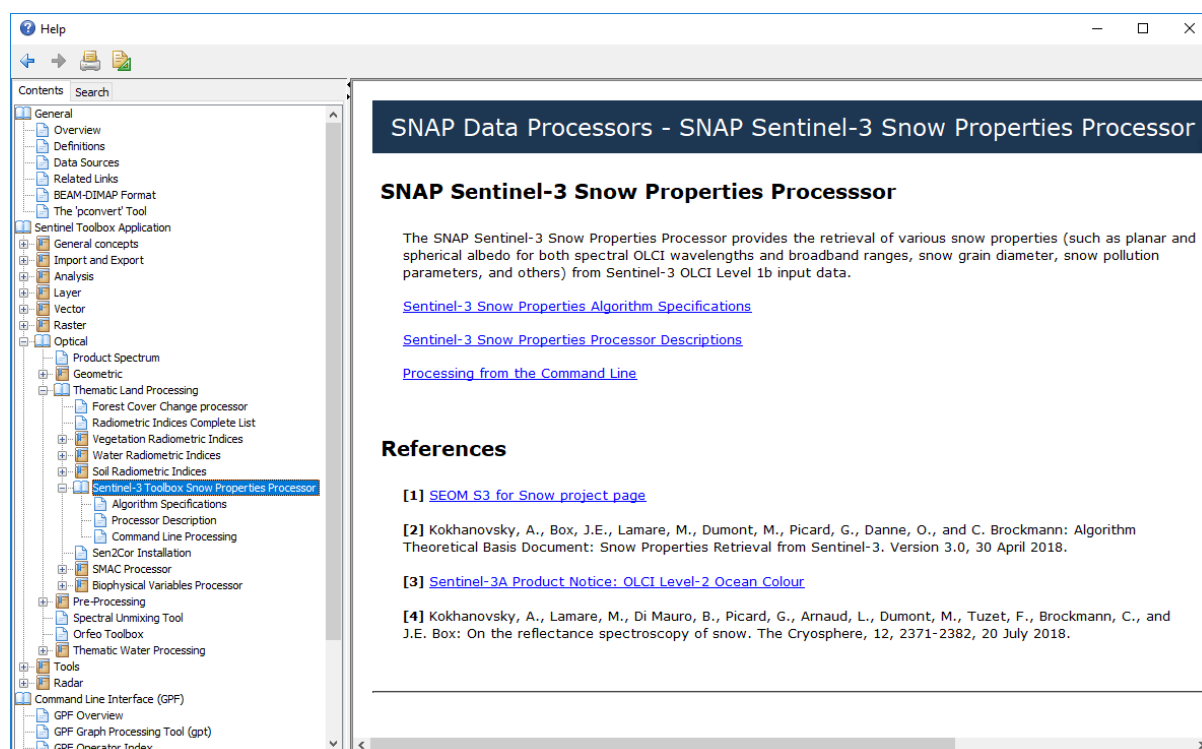 Help
Contents Search
General
Overview
Definitions
Data Sources
Related Links
BEAM-DIMAP Format
The 'pconvert' Tool
Sentinel Toolbox Application
General concepts
Import and Export
Analysis
Layer
Vector
Raster
Optical
Product Spectrum
Geometric
Thematic Land Processing
Forest Cover Change processor
Radiometric Indices Complete List
Vegetation Radiometric Indices
Water Radiometric Indices
Soil Radiometric Indices
Sentinel-3 Toolbox Snow Properties Processor
Algorithm Specifications
Processor Description
Command Line Processing
Sen2Cor Installation
SMAC Processor
Biophysical Variables Processor
Pre-Processing
Spectral Unmixing Tool
Orfeo Toolbox
Thematic Water Processing
Tools
Radar
Command Line Interface (GPF)
GPF Overview
GPF Graph Processing Tool (gpt)
GPF Operator Index
SNAP Data Processors - SNAP Sentinel-3 Snow Properties Processor
SNAP Sentinel-3 Snow Properties Processsor
The SNAP Sentinel-3 Snow Properties Processor provides the retrieval of various snow properties (such as planar and
spherical albedo for both spectral OLCI wavelengths and broadband ranges, snow grain diameter, snow pollution
parameters, and others) from Sentinel-3 OLCI Level 1b input data.
Sentinel-3 Snow Properties Algorithm Specifications
Sentinel-3 Snow Properties Processor Descriptions
Processing from the Command Line
References
[1] SEOM S3 for Snow project page
[2] Kokhanovsky, A., Box, J.E., Lamare, M., Dumont, M., Picard, G., Danne, O., and C. Brockmann: Algorithm
Theoretical Basis Document: Snow Properties Retrieval from Sentinel-3. Version 3.0, 30 April 2018.
[3] Sentinel-3A Product Notice: OLCI Level-2 Ocean Colour
[4] Kokhanovsky, A., Lamare, M., Di Mauro, B., Picard, G., Arnaud, L., Dumont, M., Tuzet, F., Brockmann, C., and
J.E. Box: On the reflectance spectroscopy of snow. The Cryosphere, 12, 2371-2382, 20 July 2018.